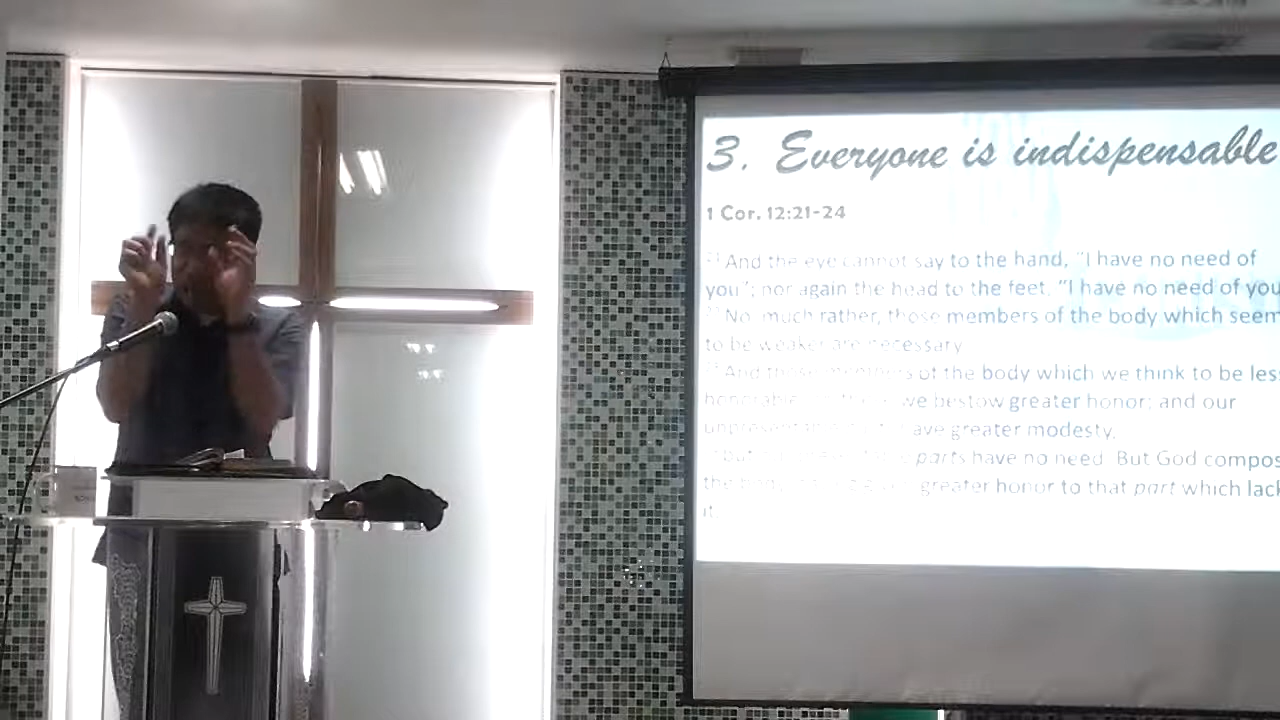 3. Everyone is indispensable
1 Cor. 12:21-24
21 And the eye cannot say to the hand, "I have no need of
you"; nor again the head to the feet, "I have no need of you
No, much rather, those members of the body which seem
to be weaker are necessary
And those members of the body which we think to be less
we bestow greater honor; and our
have greater modesty,
but parts have no need. But God compos
the greater honor to that part which lack
it.